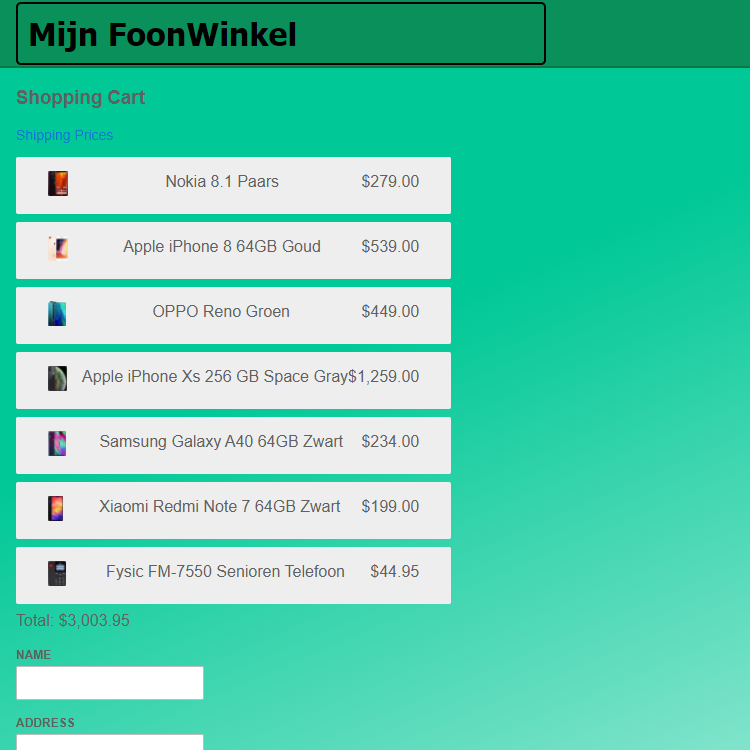 Mijn FoonWinkel
Shopping Cart
Shipping Prices
Nokia 8.1 Paars $279.00
Apple iPhone 8 64GB Goud $539.00
OPPO Reno Groen $449.00
Apple iPhone Xs 256 GB Space Gray$1,259.00
Samsung Galaxy A40 64GB Zwart $234.00
Xiaomi Redmi Note 7 64GB Zwart $199.00
Fysic FM-7550 Senioren Telefoon $44.95
Total: $3,003.95
NAME
ADDRESS